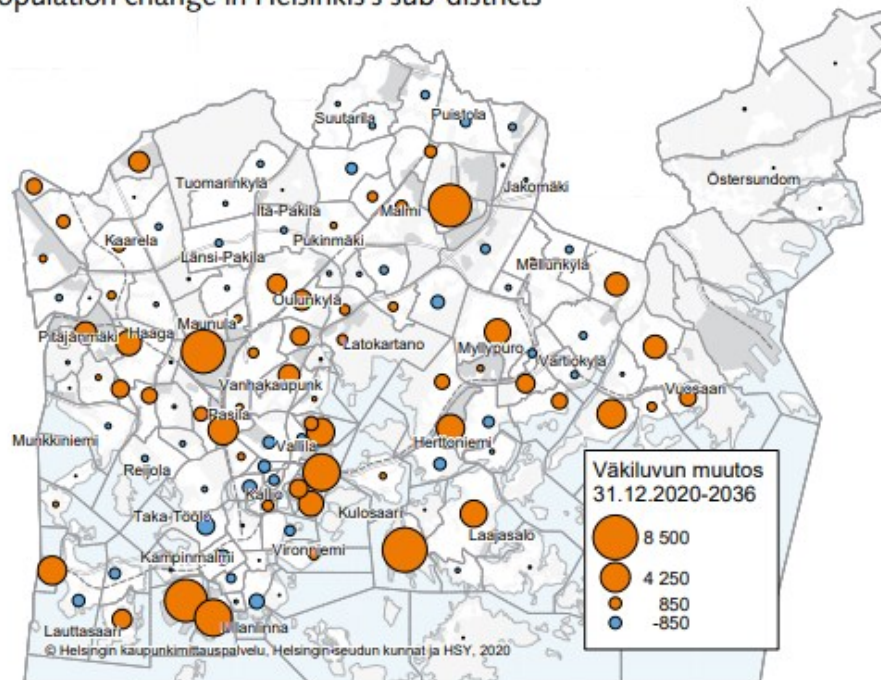 opulation change in Helsinkis's sub-districts
Suutarila
Puistola
Tuomarinkylä
Itä-Pakila
Malmi
Jakomäki
Östersundom
Kaarela
Länsi-Pakila
Pukinmäki
Mellunkylä
Oulunkylä
Pitäjänmäki
Haaga
Maunula
Latokartano
Myllypuro
Vartiokylä
Vanhakaupunk
Vuosaari
Pasila
Munkkiniemi
Vallila
Herttoniemi
Reijola
Kallio
Taka-Töölö
Kulosaari
Laajasalo
Kampinmalmi
Vironniemi
Lauttasaari
Ullanlinna
Väkiluvun muutos
31.12.2020-2036
8 500
4 250
850
-850
© Helsingin kaupunkimittauspalvelu, Helsingin seudun kunnat ja HSY, 2020